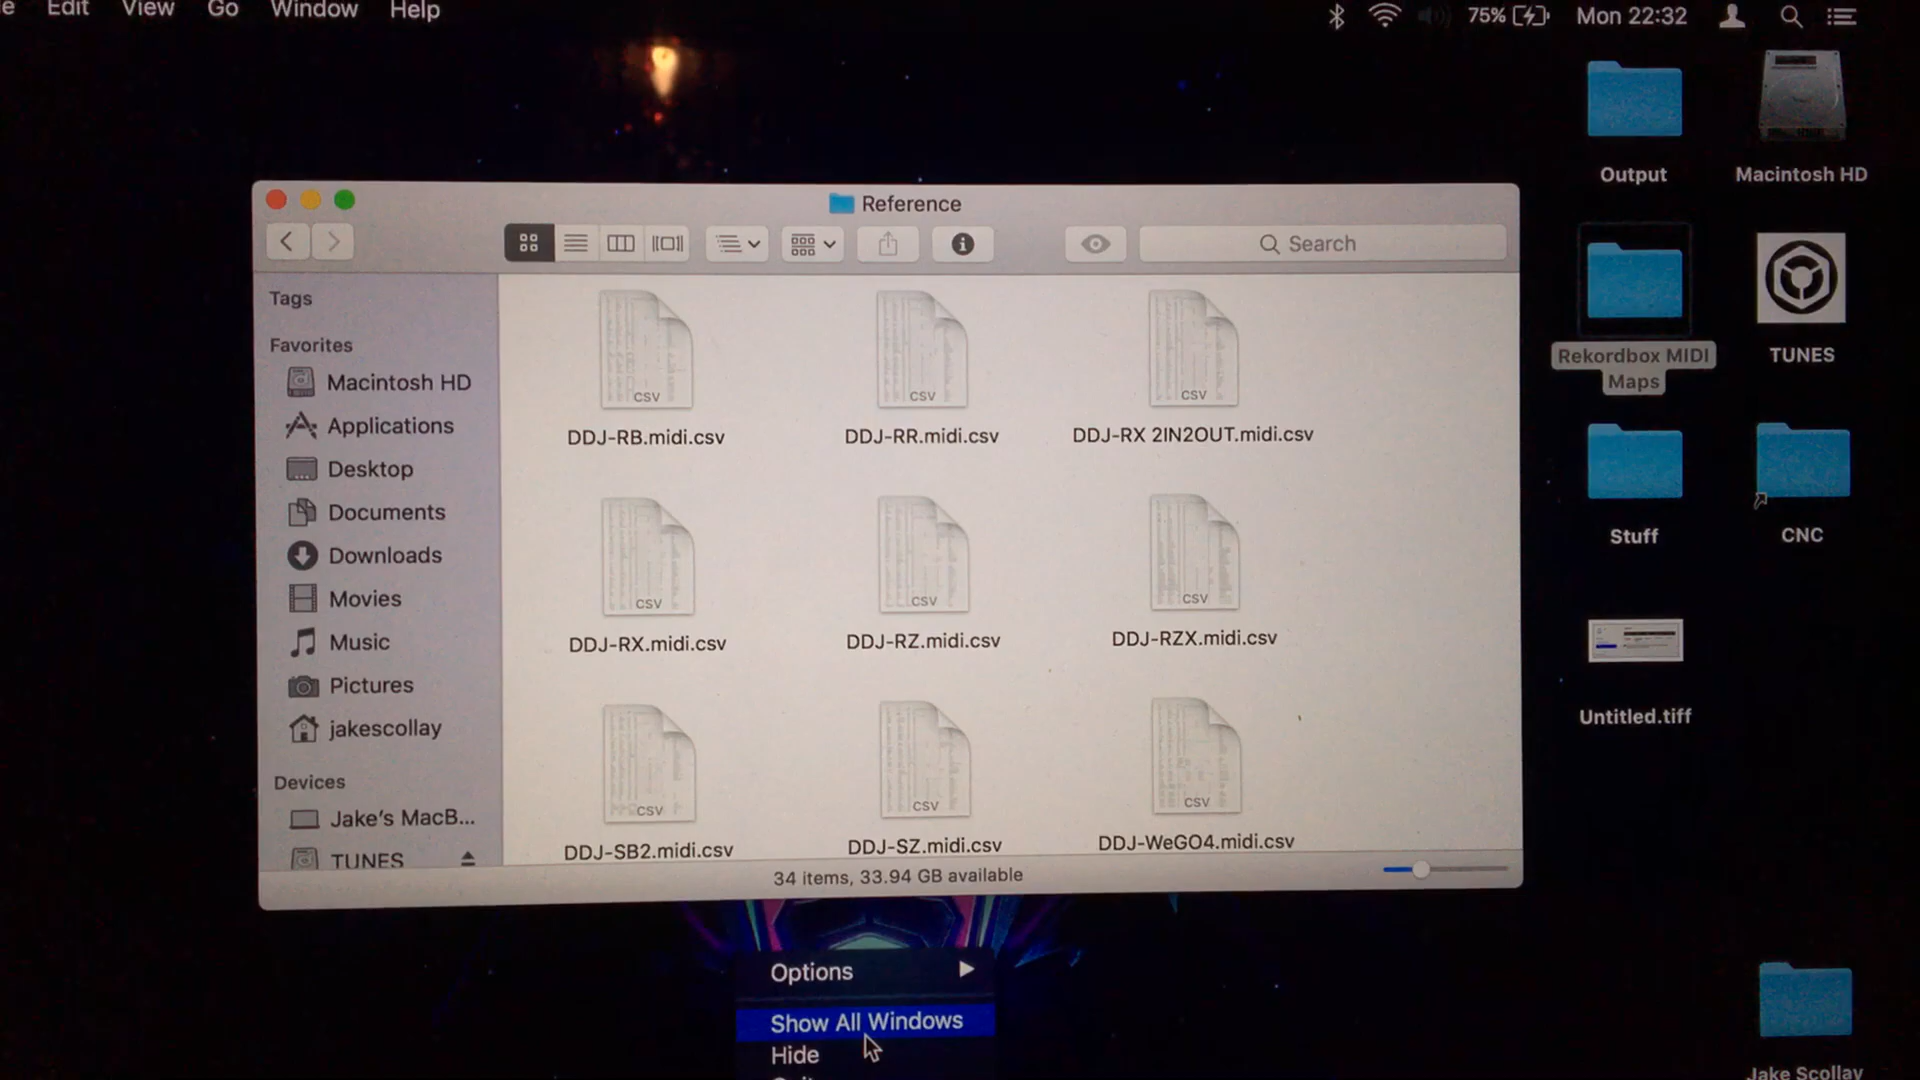 Edit View Go Window Help 75% Mon 22:32
Output
Macintosh HD
Reference
Search
Tags
Favorites
Macintosh HD
Applications
Desktop
Documents
Downloads
Movies
Music
Pictures
jakescollay
Devices
Jake's MacB...
TUNES
CSV
CSV
CSV
DDJ-RB.midi.csv
DDJ-RR.midi.csv
DDJ-RX 2IN2OUT.midi.csv
CSV
CSV
CSV
DDJ-RX.midi.csv
DDJ-RZ.midi.csv
DDJ-RZX.midi.csv
CSV
CSV
CSV
DDJ-SB2.midi.csv
DDJ-SZ.midi.csv
DDJ-WeGO4.midi.csv
34 items, 33.94 GB available
Rekordbox MIDI
Maps
TUNES
Stuff
CNC
Untitled.tiff
Jake Scollay
Options
Show All Windows
Hide